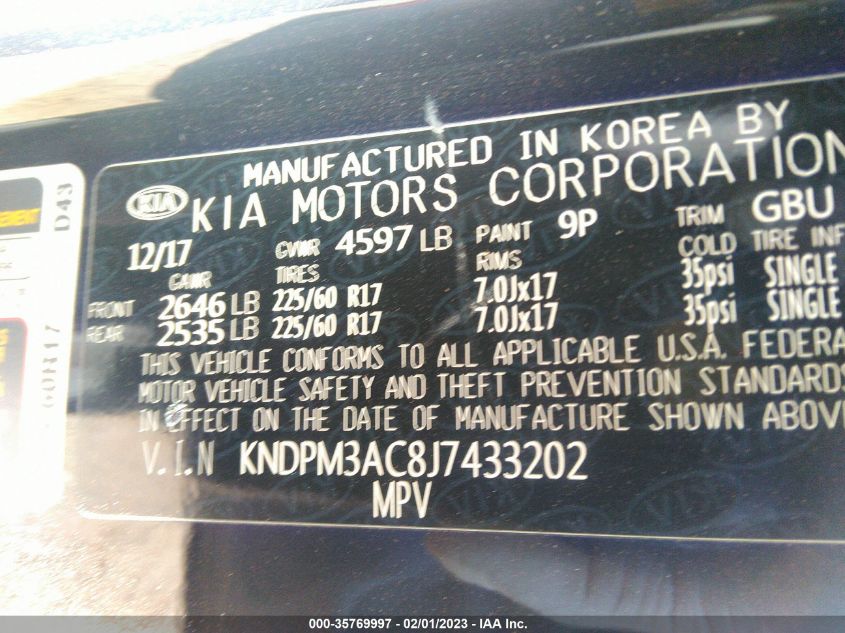 MANUFACTURED IN KOREA BY
KIA KIA MOTORS CORPORATION
12/17 GVWR 4597 LB PAINT 9P TRIM GBU
GAWR TIRES RIMS COLD TIRE INF
FRONT 2646 LB 225/60 R17 7.0Jx17 35psi SINGLE
REAR 2535 LB 225/60 R17 7.0Jx17 35psi SINGLE
THIS VEHICLE CONFORMS TO ALL APPLICABLE U.S.A. FEDERA
MOTOR VEHICLE SAFETY AND THEFT PREVENTION STANDARDS
IN EFFECT ON THE DATE OF MANUFACTURE SHOWN ABOVE
V.I.N KNDPM3AC8J7433202
MPV
D43
000-35769997 - 02/01/2023 - IAA Inc.